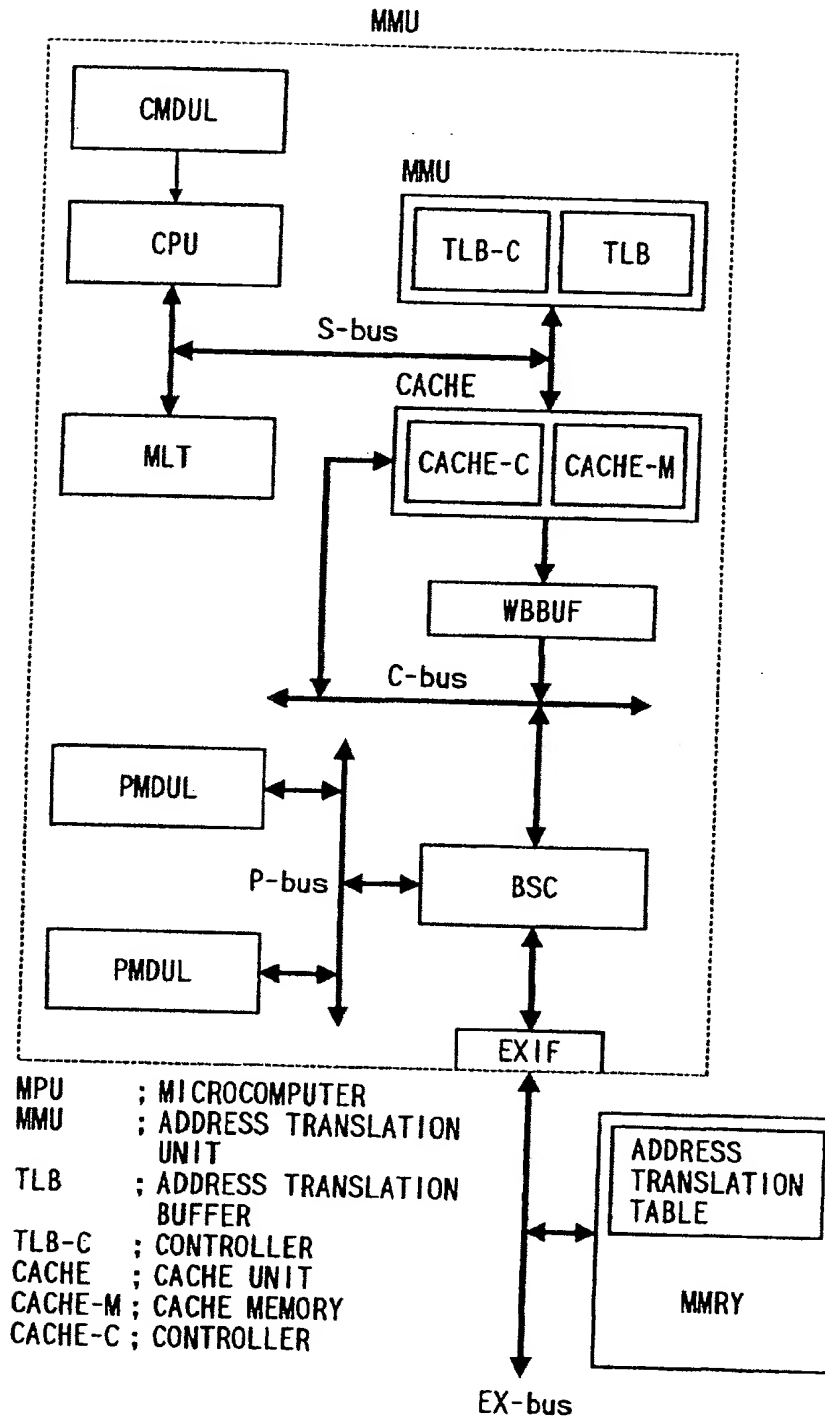 MMU
CMDUL
MMU
CPU
TLB-C
TLB
S-bus
CACHE
MLT
CACHE-C
CACHE-M
WBBUF
C-bus
PMDUL
P-bus
BSC
PMDUL
EXIF
MPU ; MICROCOMPUTER
MMU ; ADDRESS TRANSLATION
UNIT
TLB ; ADDRESS TRANSLATION
BUFFER
TLB-C ; CONTROLLER
CACHE ; CACHE UNIT
CACHE-M ; CACHE MEMORY
CACHE-C ; CONTROLLER
ADDRESS
TRANSLATION
TABLE
MMRY
EX-bus